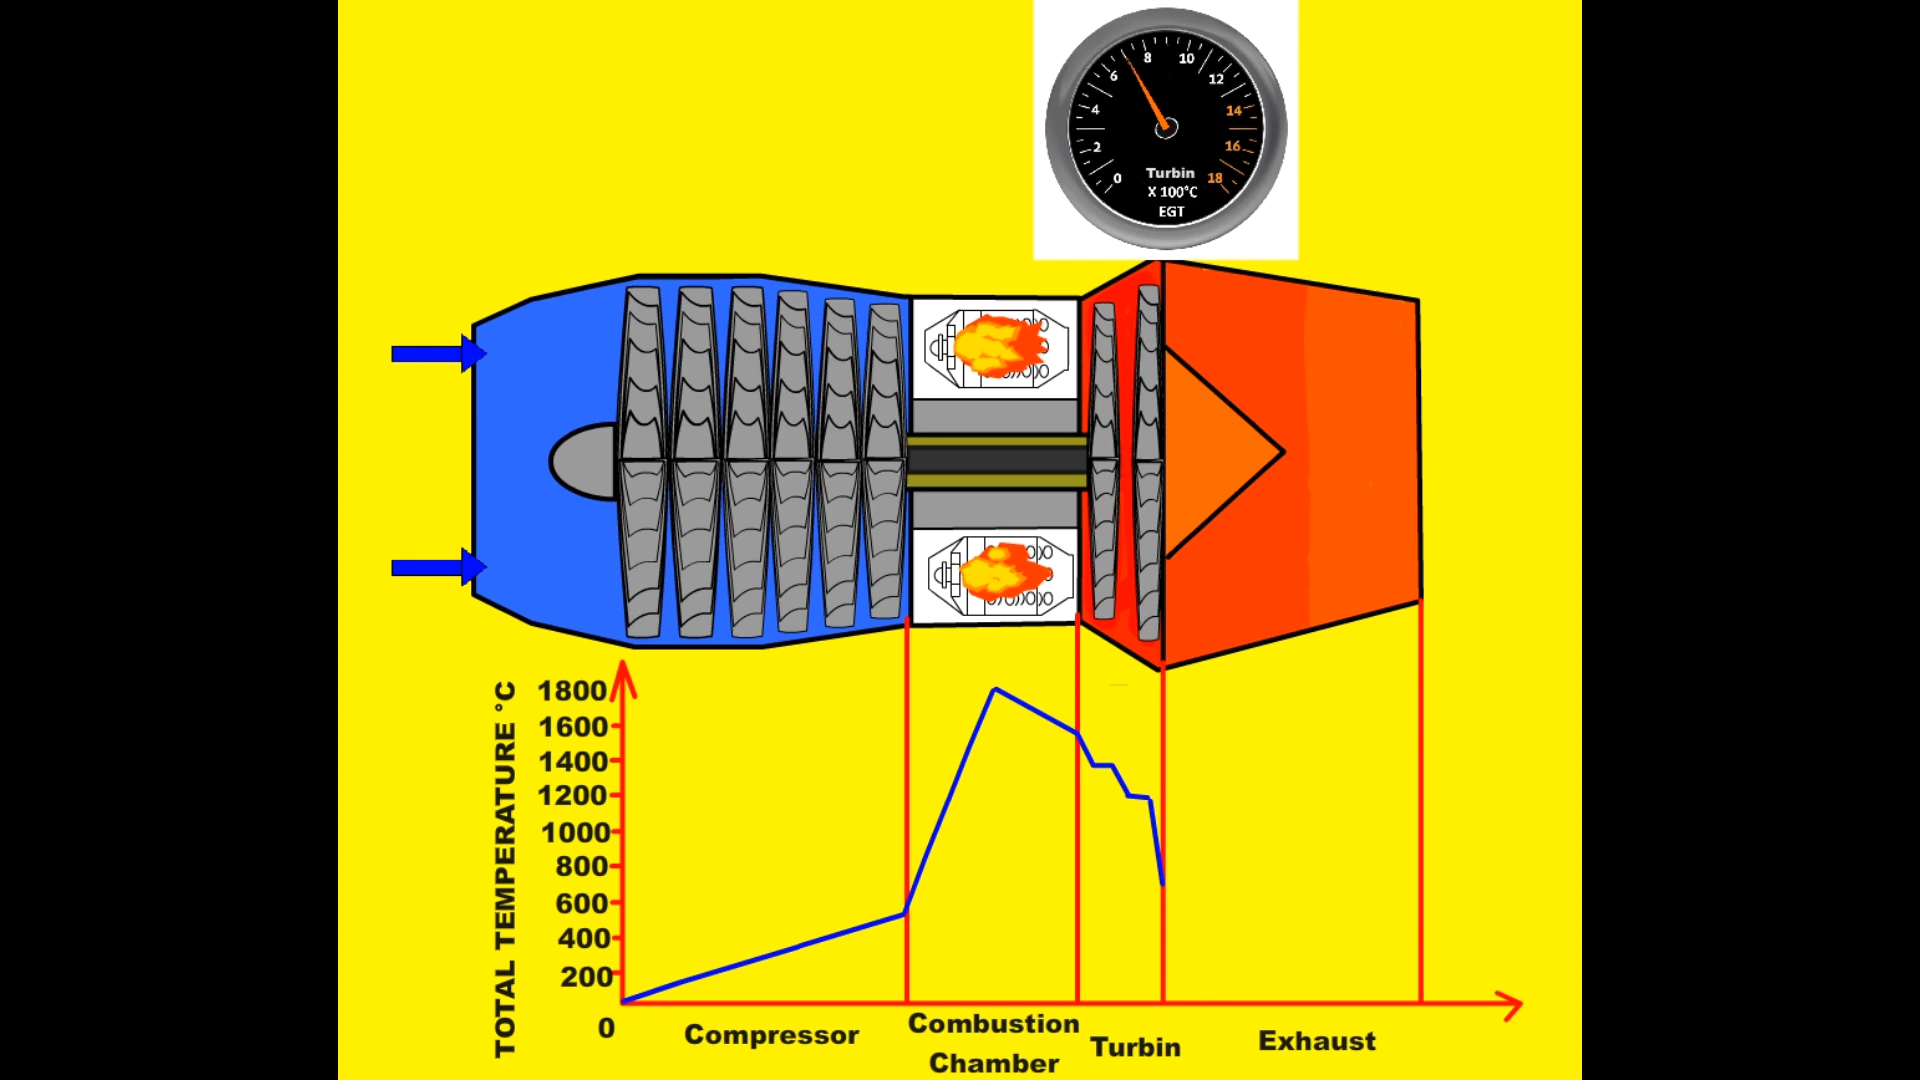 8 10
6 12
4 14
2 16
0 Turbin 18
X 100°C
EGT
TOTAL TEMPERATURE °C
1800
1600
1400
1200
1000
800
600
400
200
0
Compressor
Combustion
Chamber
Turbin
Exhaust